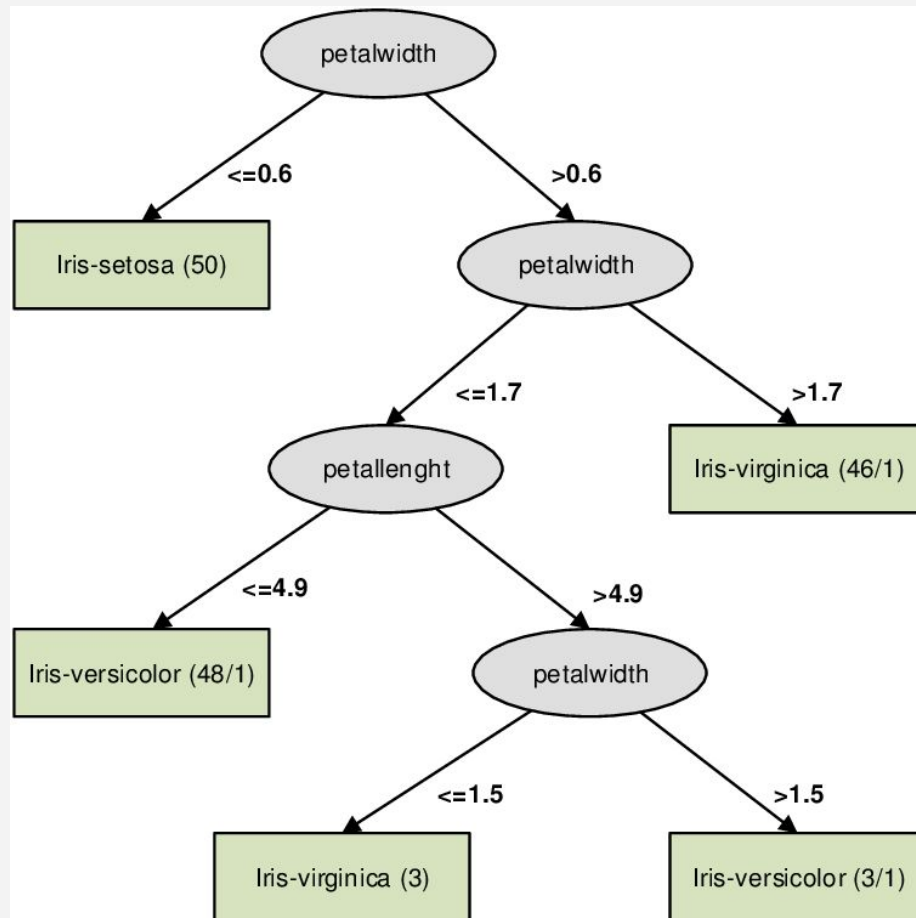 petalwidth
<=0.6
>0.6
Iris-setosa (50)
petalwidth
<=1.7
>1.7
petallenght
Iris-virginica (46/1)
<=4.9
>4.9
Iris-versicolor (48/1)
petalwidth
<=1.5
>1.5
Iris-virginica (3)
Iris-versicolor (3/1)